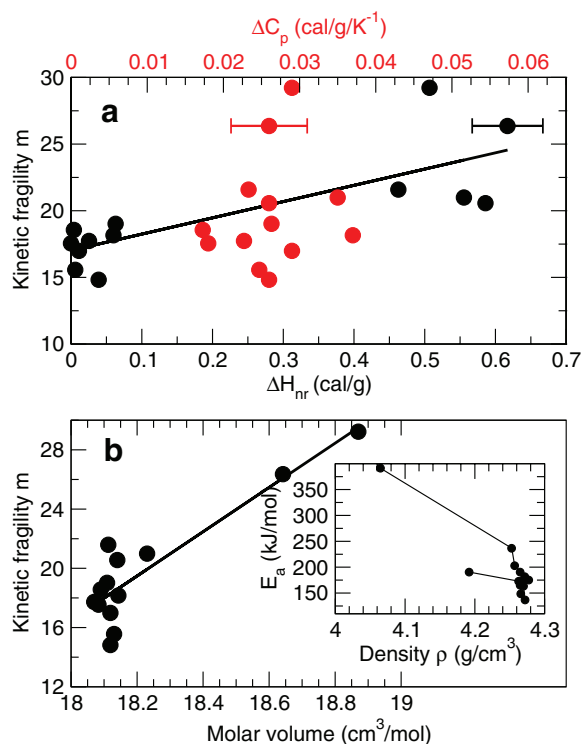 ΔCp (cal/g/K⁻¹)
0 0.01 0.02 0.03 0.04 0.05 0.06
a
Kinetic fragility m
30
25
20
15
10
0 0.1 0.2 0.3 0.4 0.5 0.6 0.7
ΔHnr (cal/g)
b
Kinetic fragility m
28
24
20
16
12
18 18.2 18.4 18.6 18.8 19
Molar volume (cm³/mol)
Ea (kJ/mol)
350
300
250
200
150
4 4.1 4.2 4.3
Density ρ (g/cm³)